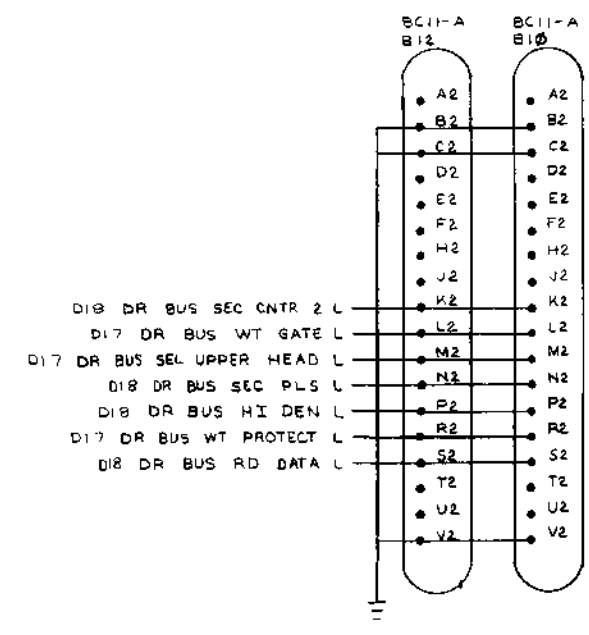 BC11-A BC11-A
B12 B1Ø
A2 A2
B2 B2
C2 C2
D2 D2
E2 E2
F2 F2
H2 H2
J2 J2
D18 DR BUS SEC CNTR 2 L K2 K2
D17 DR BUS WT GATE L L2 L2
D17 DR BUS SEL UPPER HEAD L M2 M2
D18 DR BUS SEC PLS L N2 N2
D18 DR BUS HI DEN L P2 P2
D17 DR BUS WT PROTECT L R2 R2
D18 DR BUS RD DATA L S2 S2
T2 T2
U2 U2
V2 V2